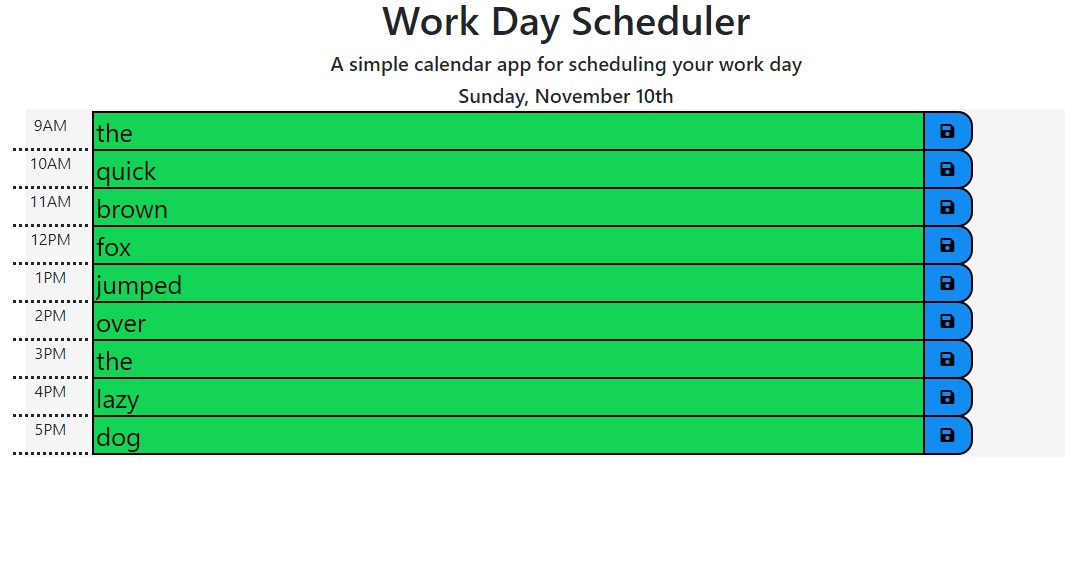 Work Day Scheduler
A simple calendar app for scheduling your work day
Sunday, November 10th
9AM the
10AM quick
11AM brown
12PM fox
1PM jumped
2PM over
3PM the
4PM lazy
5PM dog